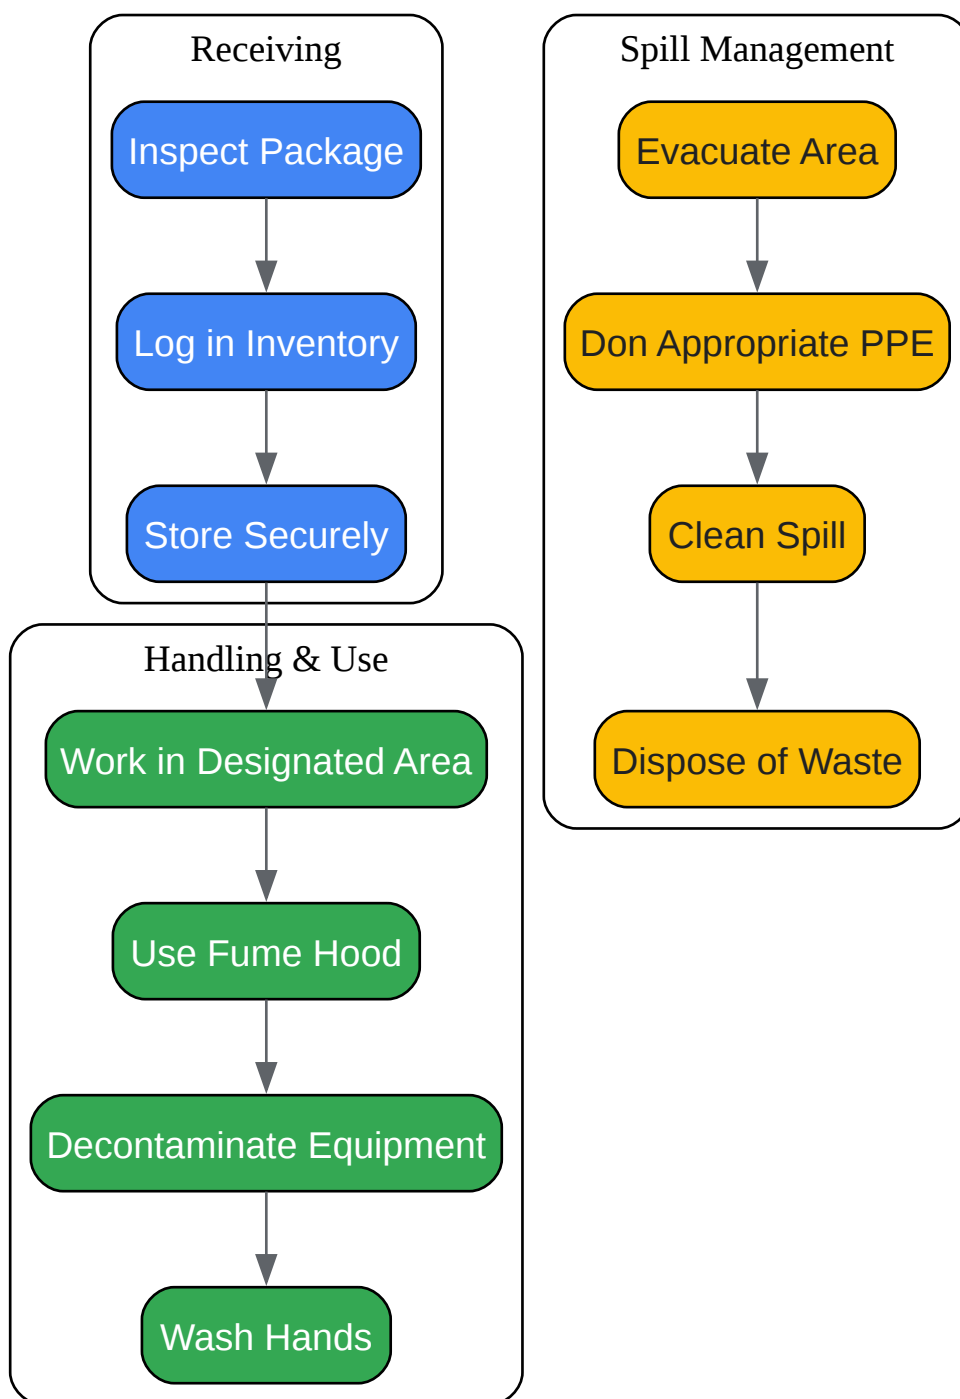 Receiving
Inspect Package
Log in Inventory
Store Securely
Handling & Use
Work in Designated Area
Use Fume Hood
Decontaminate Equipment
Wash Hands
Spill Management
Evacuate Area
Don Appropriate PPE
Clean Spill
Dispose of Waste